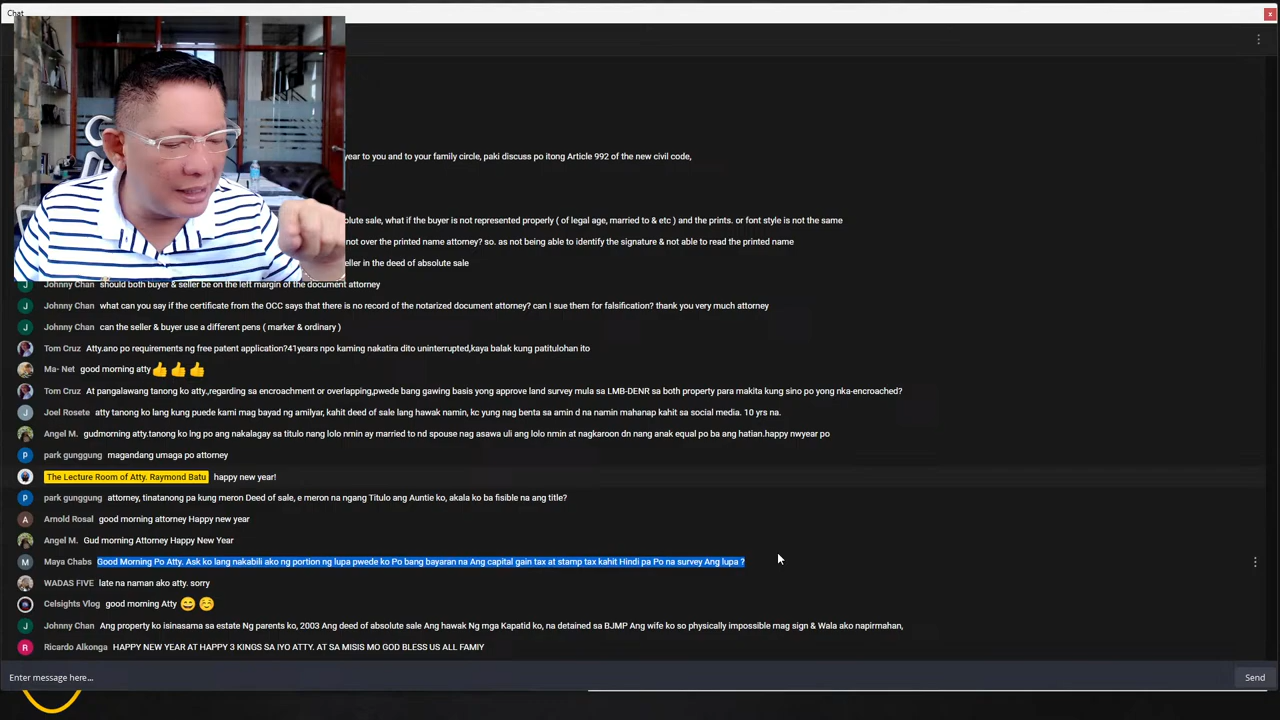 Chat
x
year to you and to your family circle, paki discuss po itong Article 992 of the new civil code,
sale, what if the buyer is not represented properly ( of legal age, married to & etc ) and the prints. or font style is not the same
not over the printed name attorney? so. as not being able to identify the signature & not able to read the printed name
in the deed of absolute sale
J Johnny Chan should both buyer & seller be on the left margin of the document attorney
J Johnny Chan what can you say if the certificate from the OCC says that there is no record of the notarized document attorney? can I sue them for falsification? thank you very much attorney
J Johnny Chan can the seller & buyer use a different pens ( marker & ordinary )
Tom Cruz Atty.ano po requirements ng free patent application?41years npo kaming nakatira dito uninterrupted,kaya balak kung patitulohan ito
Ma- Net good morning atty👍👍👍
Tom Cruz At pangalawang tanong ko atty.,regarding sa encroachment or overlapping,pwede bang gawing basis yong approve land survey mula sa LMB-DENR sa both property para makita kung sino po yong nka-encroached?
J Joel Rosete atty tanong ko lang kung puede kami mag bayad ng amilyar, kahit deed of sale lang hawak namin, kc yung nag benta sa amin d na namin mahanap kahit sa social media. 10 yrs na.
Angel M. gudmorning atty.tanong ko lng po ang nakalagay sa titulo nang lolo nmin ay married to nd spouse nag asawa uli ang lolo nmin at nagkaroon dn nang anak equal po ba ang hatian.happy nwyear po
P park gunggung magandang umaga po attorney
The Lecture Room of Atty. Raymond Batu happy new year!
P park gunggung attorney, tinatanong pa kung meron Deed of sale, e meron na ngang Titulo ang Auntie ko, akala ko ba fisible na ang title?
A Arnold Rosal good morning attorney Happy new year
Angel M. Gud morning Attorney Happy New Year
M Maya Chabs Good Morning Po Atty. Ask ko lang nakabili ako ng portion ng lupa pwede ko Po bang bayaran na Ang capital gain tax at stamp tax kahit Hindi pa Po na survey Ang lupa ?
WADAS FIVE late na naman ako atty. sorry
Celsights Vlog good morning Atty 😄☺️
J Johnny Chan Ang property ko isinasama sa estate Ng parents ko, 2003 Ang deed of absolute sale Ang hawak Ng mga Kapatid ko, na detained sa BJMP Ang wife ko so physically impossible mag sign & Wala ako napirmahan,
R Ricardo Alkonga HAPPY NEW YEAR AT HAPPY 3 KINGS SA IYO ATTY. AT SA MISIS MO GOD BLESS US ALL FAMIY
Enter message here...
Send